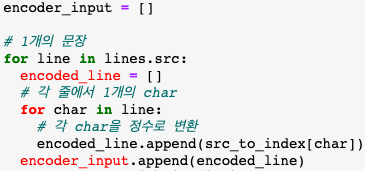 encoder_input = []
# 1개의 문장
for line in lines.src:
encoded_line = []
# 각 줄에서 1개의 char
for char in line:
# 각 char을 정수로 변환
encoded_line.append(src_to_index[char])
encoder_input.append(encoded_line)